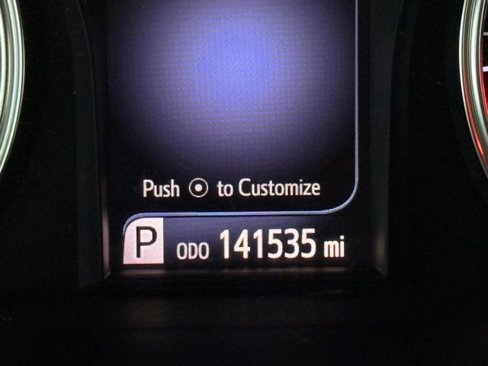 Push ⦿ to Customize
P ODO 141535 mi